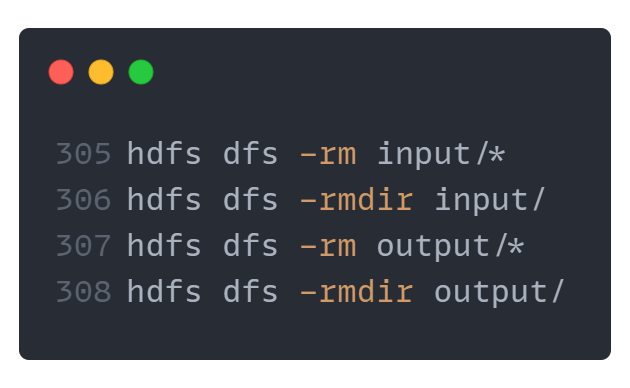 305 hdfs dfs -rm input/*
306 hdfs dfs -rmdir input/
307 hdfs dfs -rm output/*
308 hdfs dfs -rmdir output/